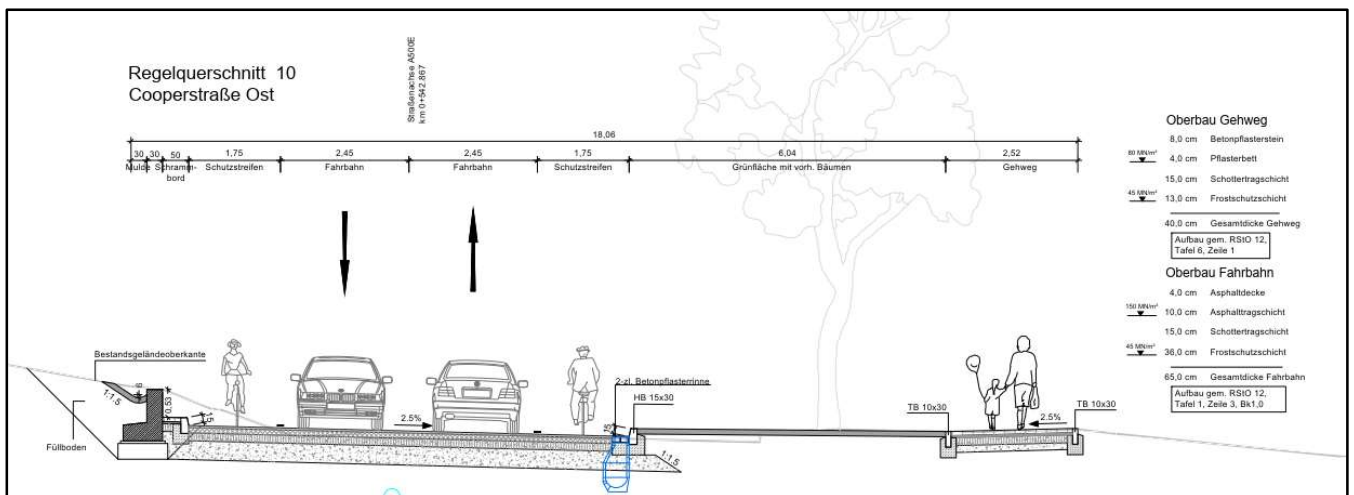 Regelquerschnitt 10
Cooperstraße Ost
Straßenachse A500E
km 0+542.867
18,06
30 30 50 1,75 2,45 2,45 1,75 6,04 2,52
Mulde Schramm-
bord
Schutzstreifen Fahrbahn Fahrbahn Schutzstreifen Grünfläche mit vorh. Bäumen Gehweg
Oberbau Gehweg
8,0 cm Betonpflasterstein
80 MN/m²
4,0 cm Pflasterbett
15,0 cm Schottertragschicht
45 MN/m²
13,0 cm Frostschutzschicht
40,0 cm Gesamtdicke Gehweg
Aufbau gem. RStO 12,
Tafel 6, Zeile 1
Oberbau Fahrbahn
4,0 cm Asphaltdecke
150 MN/m²
10,0 cm Asphalttragschicht
15,0 cm Schottertragschicht
45 MN/m²
36,0 cm Frostschutzschicht
65,0 cm Gesamtdicke Fahrbahn
Aufbau gem. RStO 12,
Tafel 1, Zeile 3, Bk1,0
Bestandsgeländeoberkante
1:1.5
0,53
Füllboden
2.5%
2-zl. Betonpflasterrinne
HB 15x30
1:1.5
TB 10x30
2.5%
TB 10x30